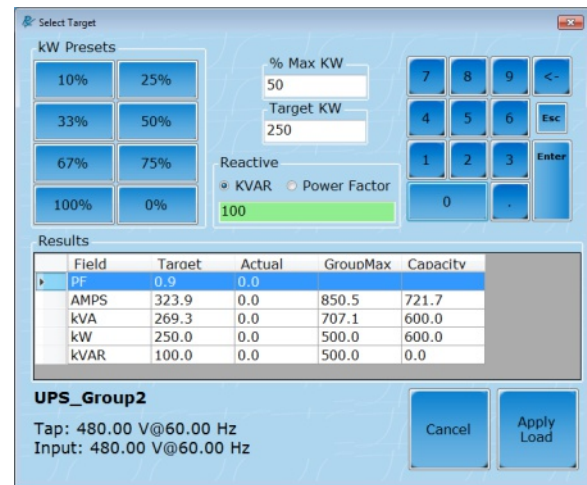 Select Target
kW Presets
10% 25%
33% 50%
67% 75%
100% 0%
% Max KW
50
Target KW
250
Reactive
KVAR Power Factor
100
7 8 9 <-
4 5 6 Esc
1 2 3 Enter
0 .
Results
Field Target Actual GroupMax Capacity
PF 0.9 0.0
AMPS 323.9 0.0 850.5 721.7
kVA 269.3 0.0 707.1 600.0
kW 250.0 0.0 500.0 600.0
kVAR 100.0 0.0 500.0 0.0
UPS_Group2
Tap: 480.00 V@60.00 Hz
Input: 480.00 V@60.00 Hz
Cancel
Apply
Load